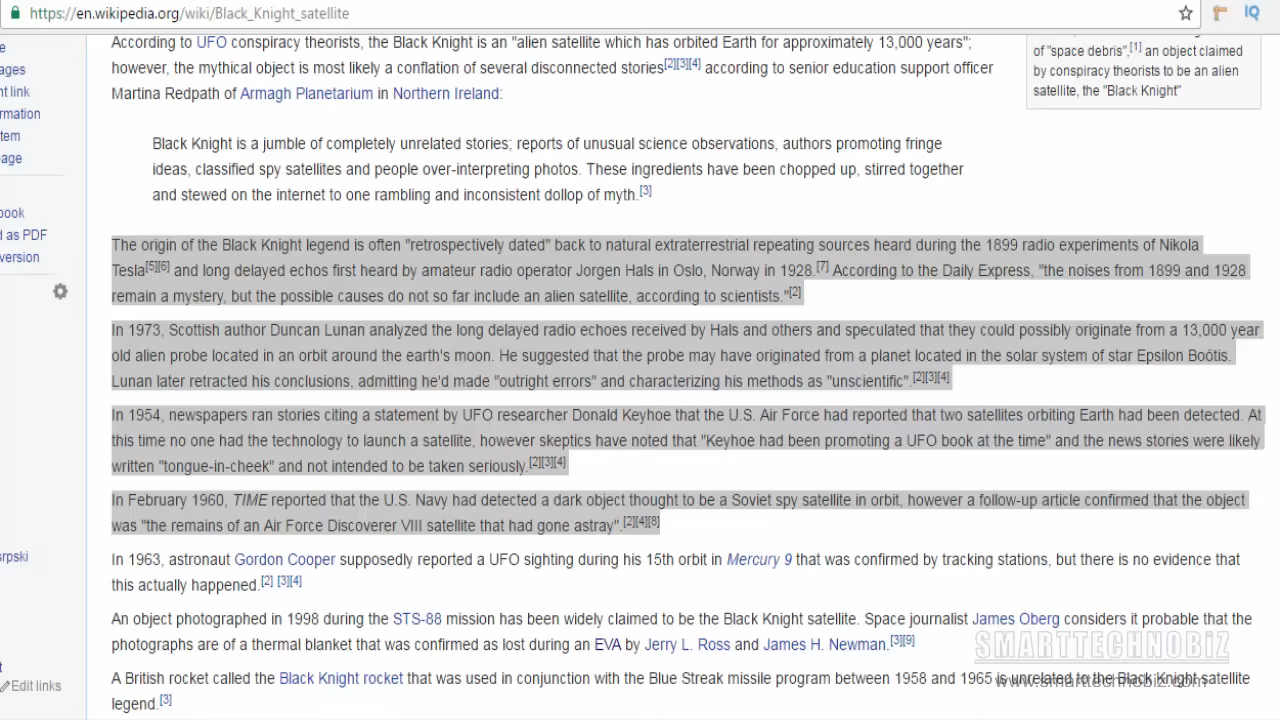 https://en.wikipedia.org/wiki/Black_Knight_satellite
IQ
e
ages
nt link
rmation
tem
page
book
d as PDF
version
srpski
t
Edit links
According to UFO conspiracy theorists, the Black Knight is an "alien satellite which has orbited Earth for approximately 13,000 years";
however, the mythical object is most likely a conflation of several disconnected stories[2][3][4] according to senior education support officer
Martina Redpath of Armagh Planetarium in Northern Ireland:
of "space debris",[1] an object claimed
by conspiracy theorists to be an alien
satellite, the "Black Knight"
Black Knight is a jumble of completely unrelated stories; reports of unusual science observations, authors promoting fringe
ideas, classified spy satellites and people over-interpreting photos. These ingredients have been chopped up, stirred together
and stewed on the internet to one rambling and inconsistent dollop of myth.[3]
The origin of the Black Knight legend is often "retrospectively dated" back to natural extraterrestrial repeating sources heard during the 1899 radio experiments of Nikola
Tesla[5][6] and long delayed echos first heard by amateur radio operator Jorgen Hals in Oslo, Norway in 1928.[7] According to the Daily Express, "the noises from 1899 and 1928
remain a mystery, but the possible causes do not so far include an alien satellite, according to scientists."[2]
In 1973, Scottish author Duncan Lunan analyzed the long delayed radio echoes received by Hals and others and speculated that they could possibly originate from a 13,000 year
old alien probe located in an orbit around the earth's moon. He suggested that the probe may have originated from a planet located in the solar system of star Epsilon Boötis.
Lunan later retracted his conclusions, admitting he'd made "outright errors" and characterizing his methods as "unscientific".[2][3][4]
In 1954, newspapers ran stories citing a statement by UFO researcher Donald Keyhoe that the U.S. Air Force had reported that two satellites orbiting Earth had been detected. At
this time no one had the technology to launch a satellite, however skeptics have noted that "Keyhoe had been promoting a UFO book at the time" and the news stories were likely
written "tongue-in-cheek" and not intended to be taken seriously.[2][3][4]
In February 1960, TIME reported that the U.S. Navy had detected a dark object thought to be a Soviet spy satellite in orbit, however a follow-up article confirmed that the object
was "the remains of an Air Force Discoverer VIII satellite that had gone astray".[2][4][8]
In 1963, astronaut Gordon Cooper supposedly reported a UFO sighting during his 15th orbit in Mercury 9 that was confirmed by tracking stations, but there is no evidence that
this actually happened.[2] [3][4]
An object photographed in 1998 during the STS-88 mission has been widely claimed to be the Black Knight satellite. Space journalist James Oberg considers it probable that the
photographs are of a thermal blanket that was confirmed as lost during an EVA by Jerry L. Ross and James H. Newman.[3][9]
A British rocket called the Black Knight rocket that was used in conjunction with the Blue Streak missile program between 1958 and 1965 is unrelated to the Black Knight satellite
legend.[3]
SMARTTECHNOBIZ
www.smarttechnobiz.com